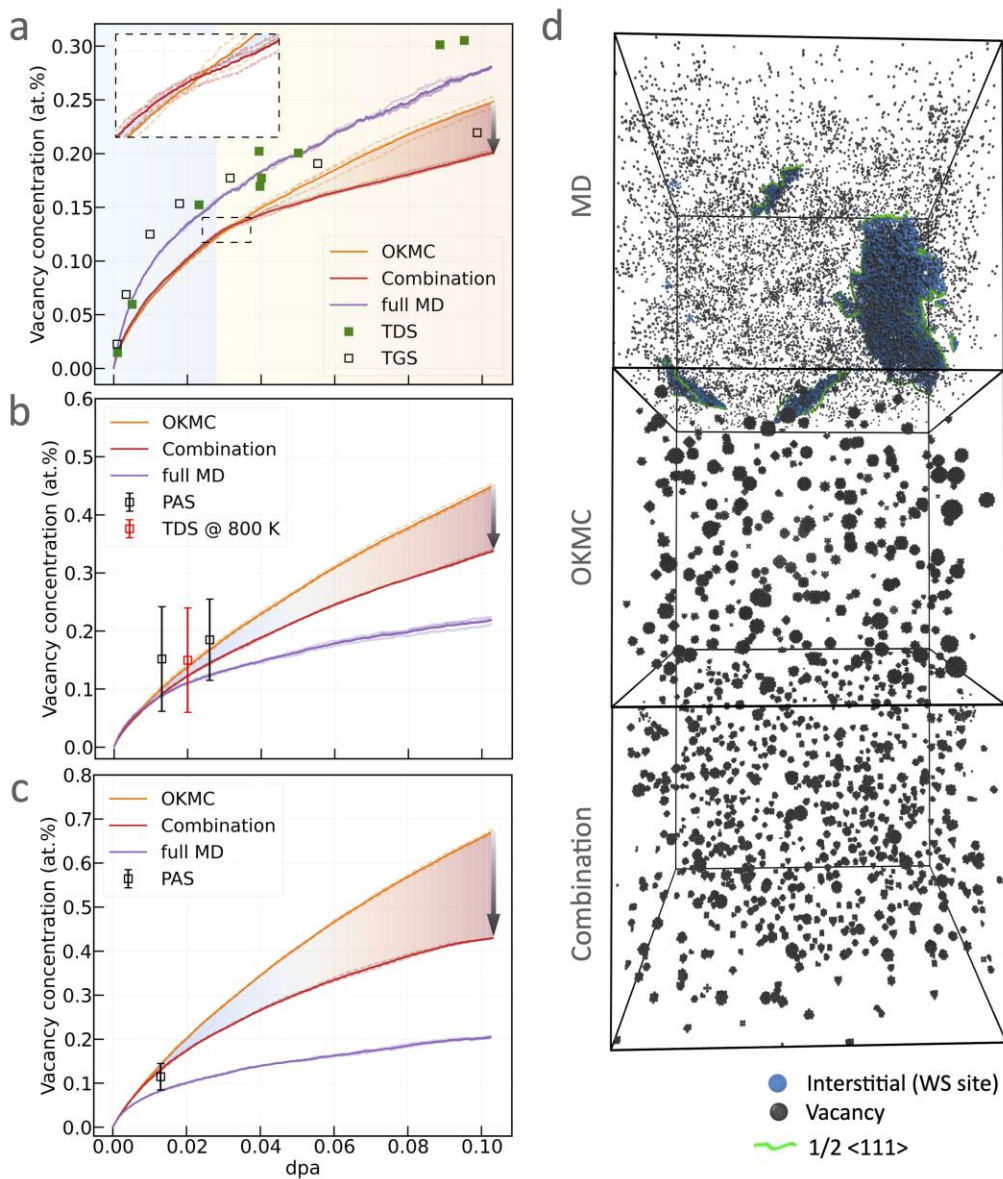 a
Vacancy concentration (at.%)
0.30
0.25
0.20
0.15
0.10
0.05
0.00
OKMC
Combination
full MD
TDS
TGS
b
Vacancy concentration (at.%)
0.6
0.5
0.4
0.3
0.2
0.1
0.0
OKMC
Combination
full MD
PAS
TDS @ 800 K
c
Vacancy concentration (at.%)
0.8
0.7
0.6
0.5
0.4
0.3
0.2
0.1
0.0
OKMC
Combination
full MD
PAS
0.00 0.02 0.04 0.06 0.08 0.10
dpa
d
MD
OKMC
Combination
Interstitial (WS site)
Vacancy
1/2 <111>